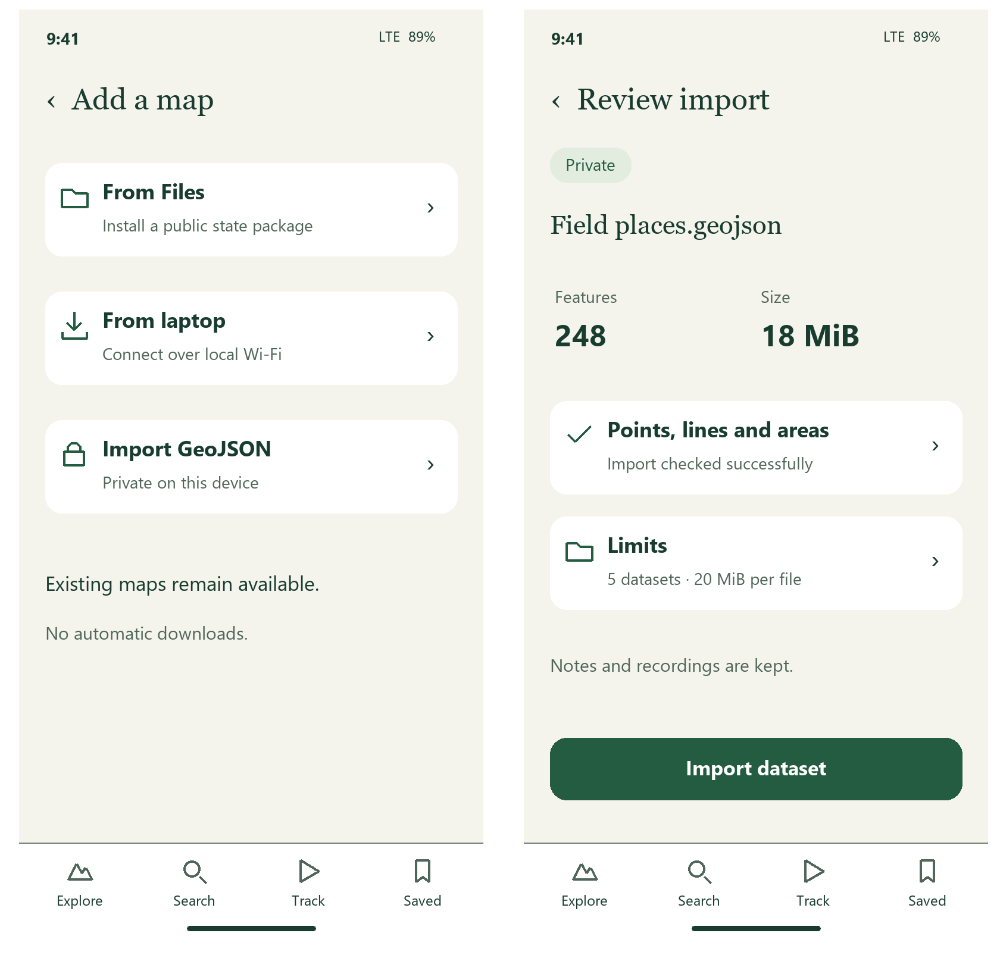 9:41
LTE 89%
‹ Add a map
From Files
Install a public state package
›
From laptop
Connect over local Wi-Fi
›
Import GeoJSON
Private on this device
›
Existing maps remain available.
No automatic downloads.
Explore
Search
Track
Saved
9:41
LTE 89%
‹ Review import
Private
Field places.geojson
Features
Size
248
18 MiB
Points, lines and areas
Import checked successfully
›
Limits
5 datasets · 20 MiB per file
›
Notes and recordings are kept.
Import dataset
Explore
Search
Track
Saved